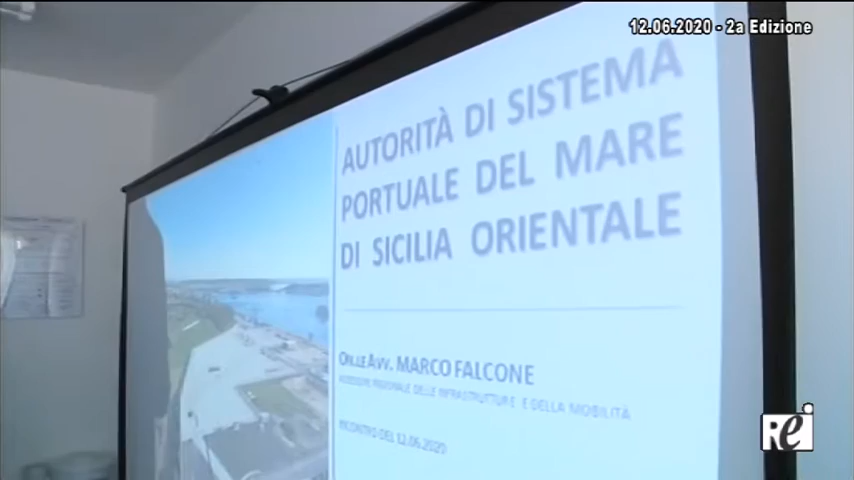 12.06.2020 - 2a Edizione
AUTORITÀ DI SISTEMA
PORTUALE DEL MARE
DI SICILIA ORIENTALE
ON.LE AVV. MARCO FALCONE
ASSESSORE REGIONALE DELLE INFRASTRUTTURE E DELLA MOBILITÀ
INCONTRO DEL 12.06.2020
Rei